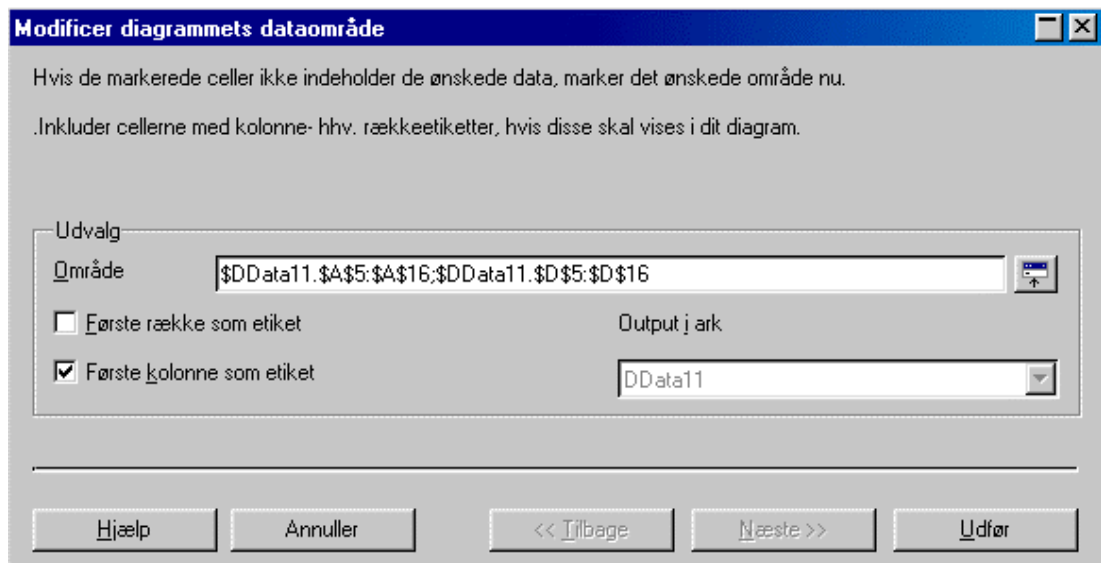 Modificer diagrammets dataområde
Hvis de markerede celler ikke indeholder de ønskede data, marker det ønskede område nu.
.Inkluder cellerne med kolonne- hhv. rækkeetiketter, hvis disse skal vises i dit diagram.
Udvalg
Område $DData11.$A$5:$A$16;$DData11.$D$5:$D$16
Første række som etiket Output i ark
Første kolonne som etiket DData11
Hjælp Annuller << Tilbage Næste >> Udfør